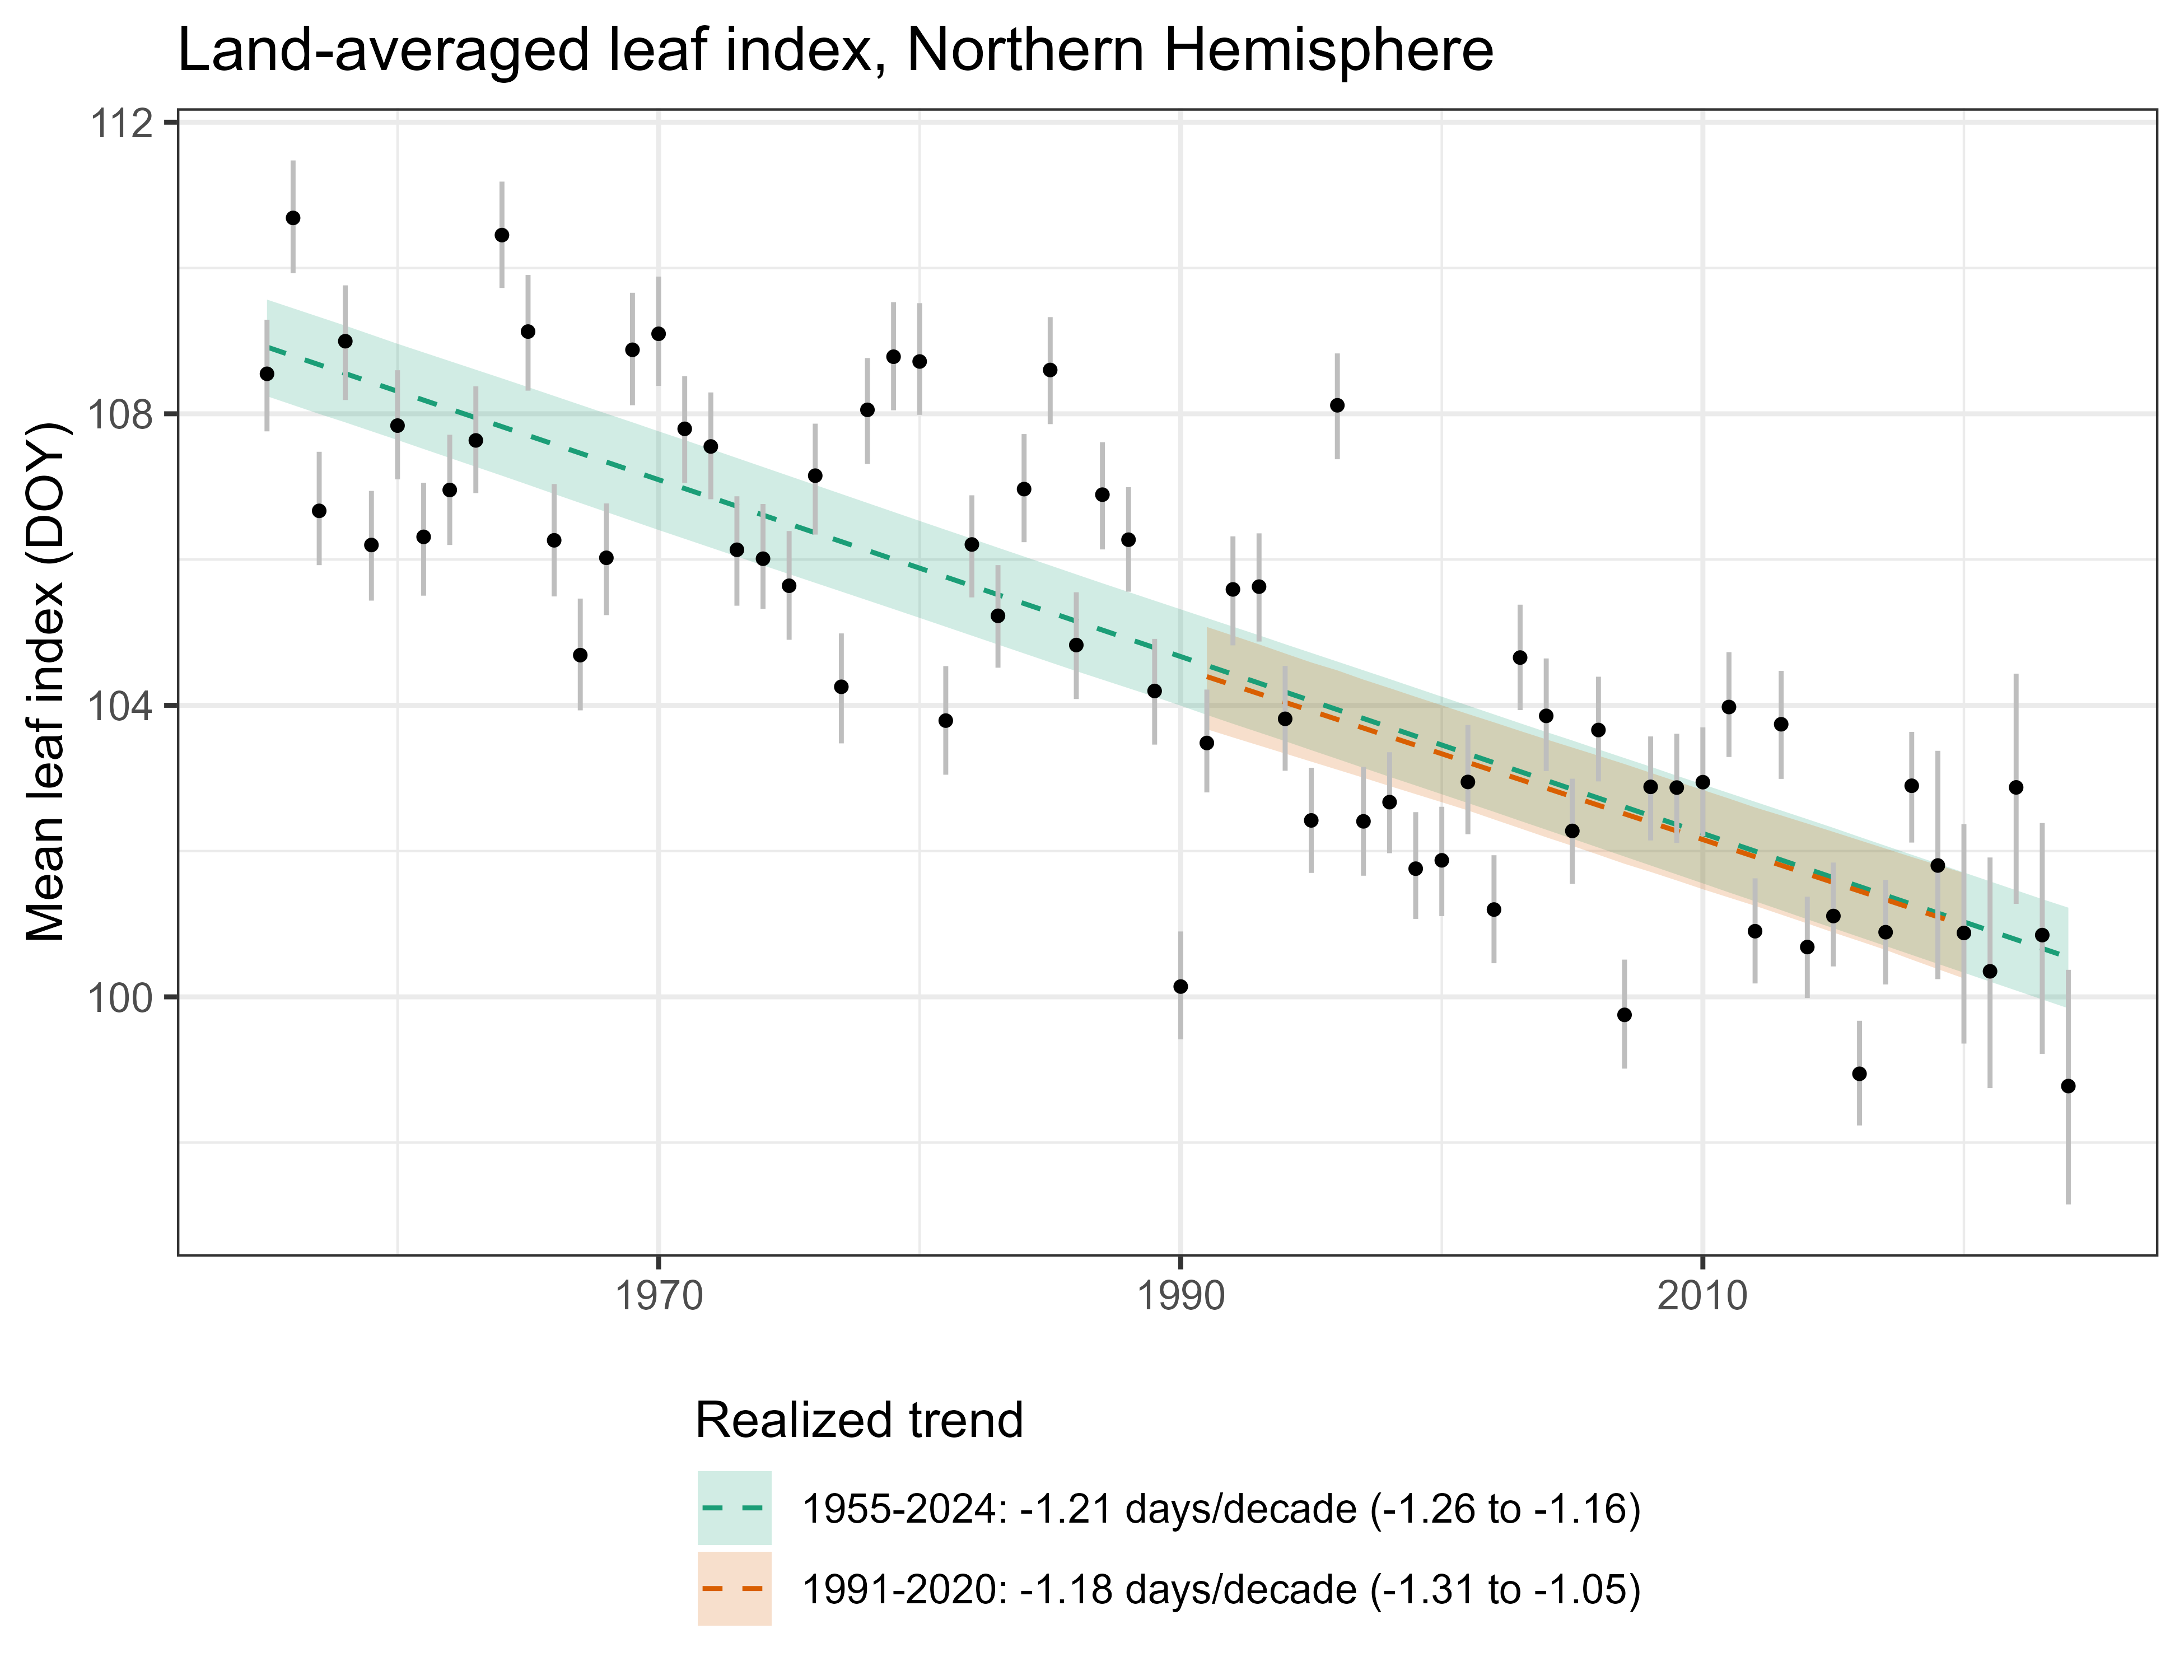 Land-averaged leaf index, Northern Hemisphere
Mean leaf index (DOY)
112
108
104
100
1970
1990
2010
Realized trend
1955-2024: -1.21 days/decade (-1.26 to -1.16)
1991-2020: -1.18 days/decade (-1.31 to -1.05)